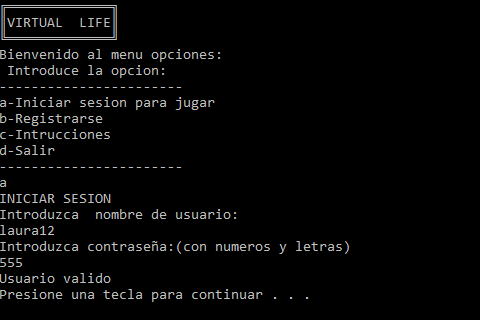 VIRTUAL  LIFE
Bienvenido al menu opciones:
 Introduce la opcion:
-----------------------
a-Iniciar sesion para jugar
b-Registrarse
c-Intrucciones
d-Salir
-----------------------
a
INICIAR SESION
Introduzca  nombre de usuario:
laura12
Introduzca contraseña:(con numeros y letras)
555
Usuario valido
Presione una tecla para continuar . . .